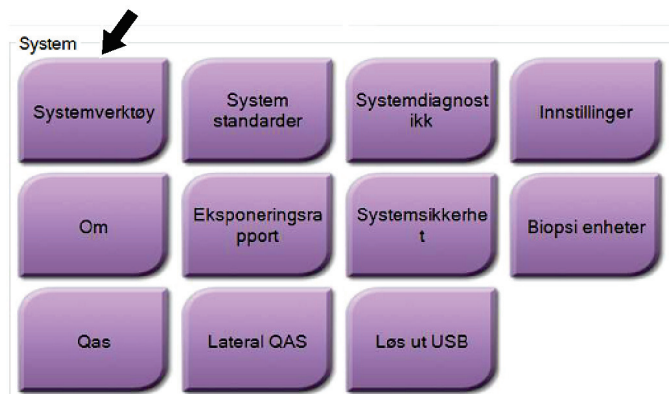 System
Systemverktøy
System
standarder
Systemdiagnost
ikk
Innstillinger
Om
Eksponeringsra
pport
Systemsikkerhe
t
Biopsi enheter
Qas
Lateral QAS
Løs ut USB